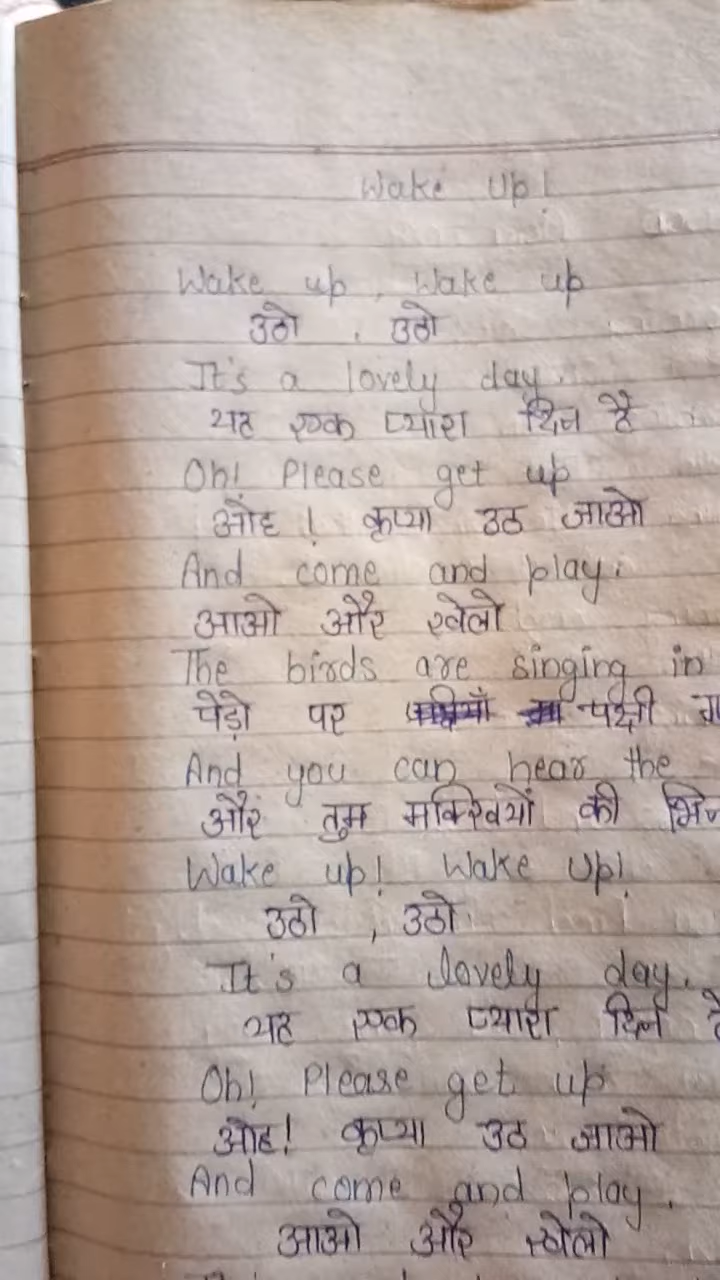 Wake Up!
Wake up, Wake up
उठो , उठो
It's a lovely day.
यह एक प्यारा दिन है
Oh! Please get up
ओह ! कृप्या उठ जाओ
And come and play.
आओ और खेलो
The birds are singing in
पेड़ो पर पक्षी
And you can hear the
और तुम मक्खियों की
Wake up! Wake Up!
उठो , उठो
It's a lovely day.
यह एक प्यारा दिन है
Oh! Please get up
ओह! कृप्या उठ जाओ
And come and play.
आओ और खेलो